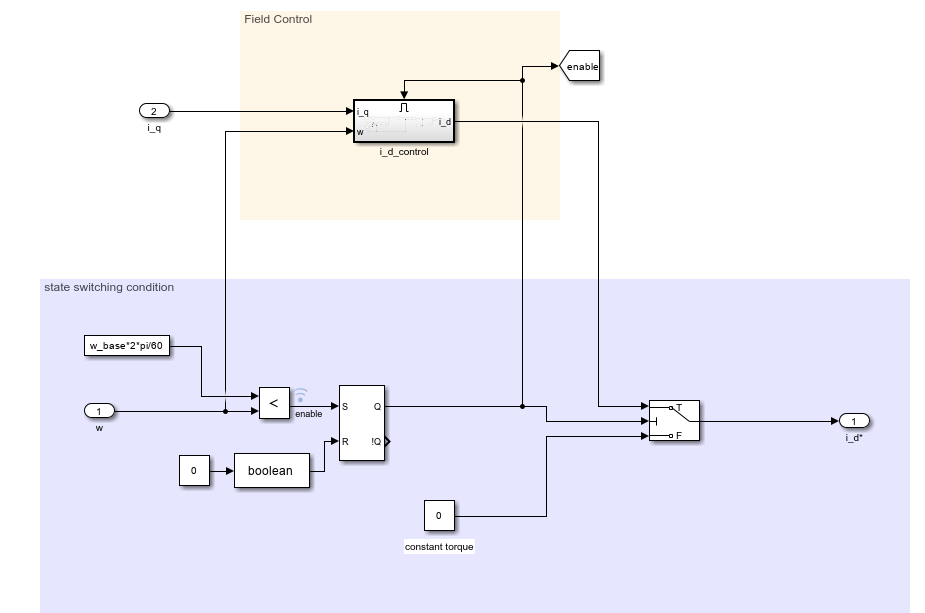 Field Control
enable
2
i_q
i_q
w
i_d
i_d_control
state switching condition
w_base*2*pi/60
1
w
<
enable
S
Q
R
!Q
0
boolean
0
constant torque
T
F
1
i_d*